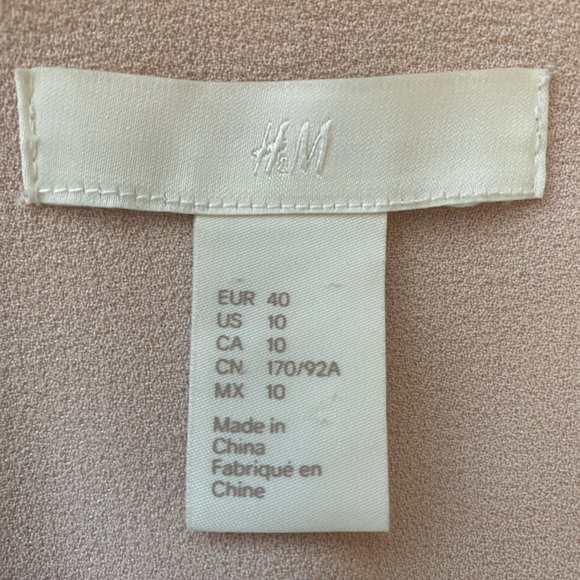 H&M
EUR 40
US 10
CA 10
CN 170/92A
MX 10
Made in
China
Fabriqué en
Chine